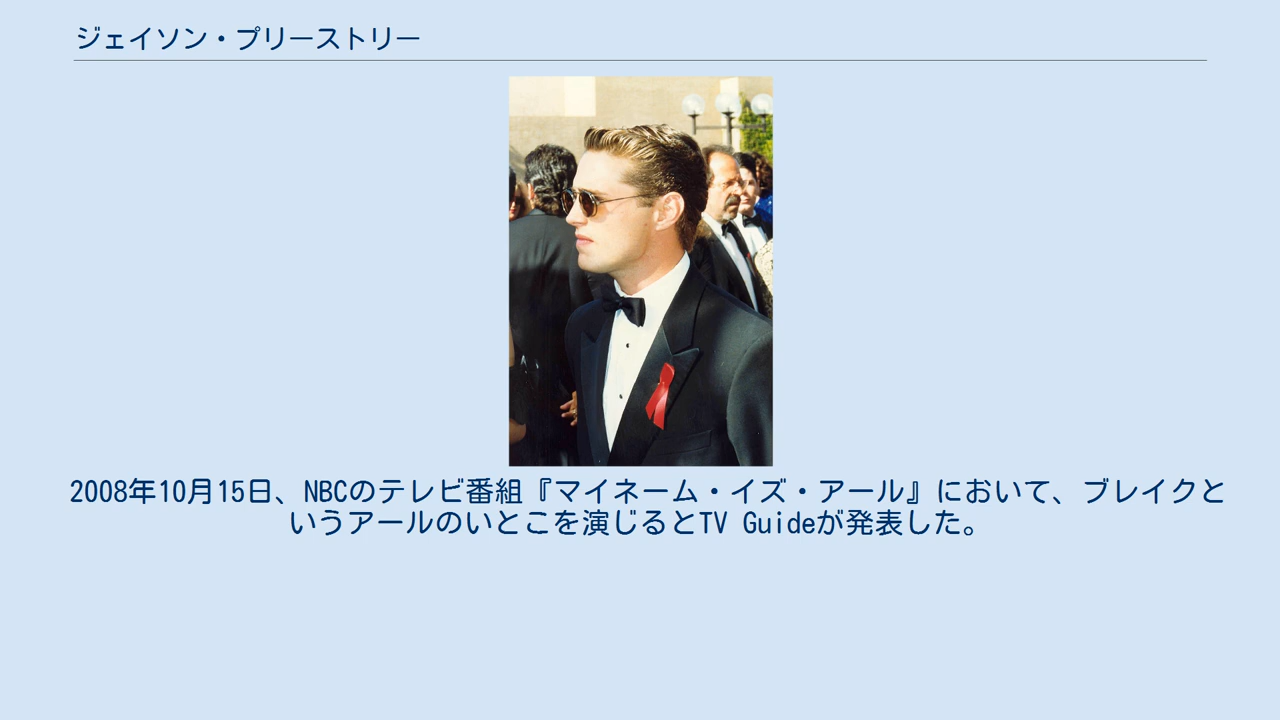 ジェイソン・プリーストリー
2008年10月15日、NBCのテレビ番組『マイネーム・イズ・アール』において、ブレイクと
いうアールのいとこを演じるとTV Guideが発表した。